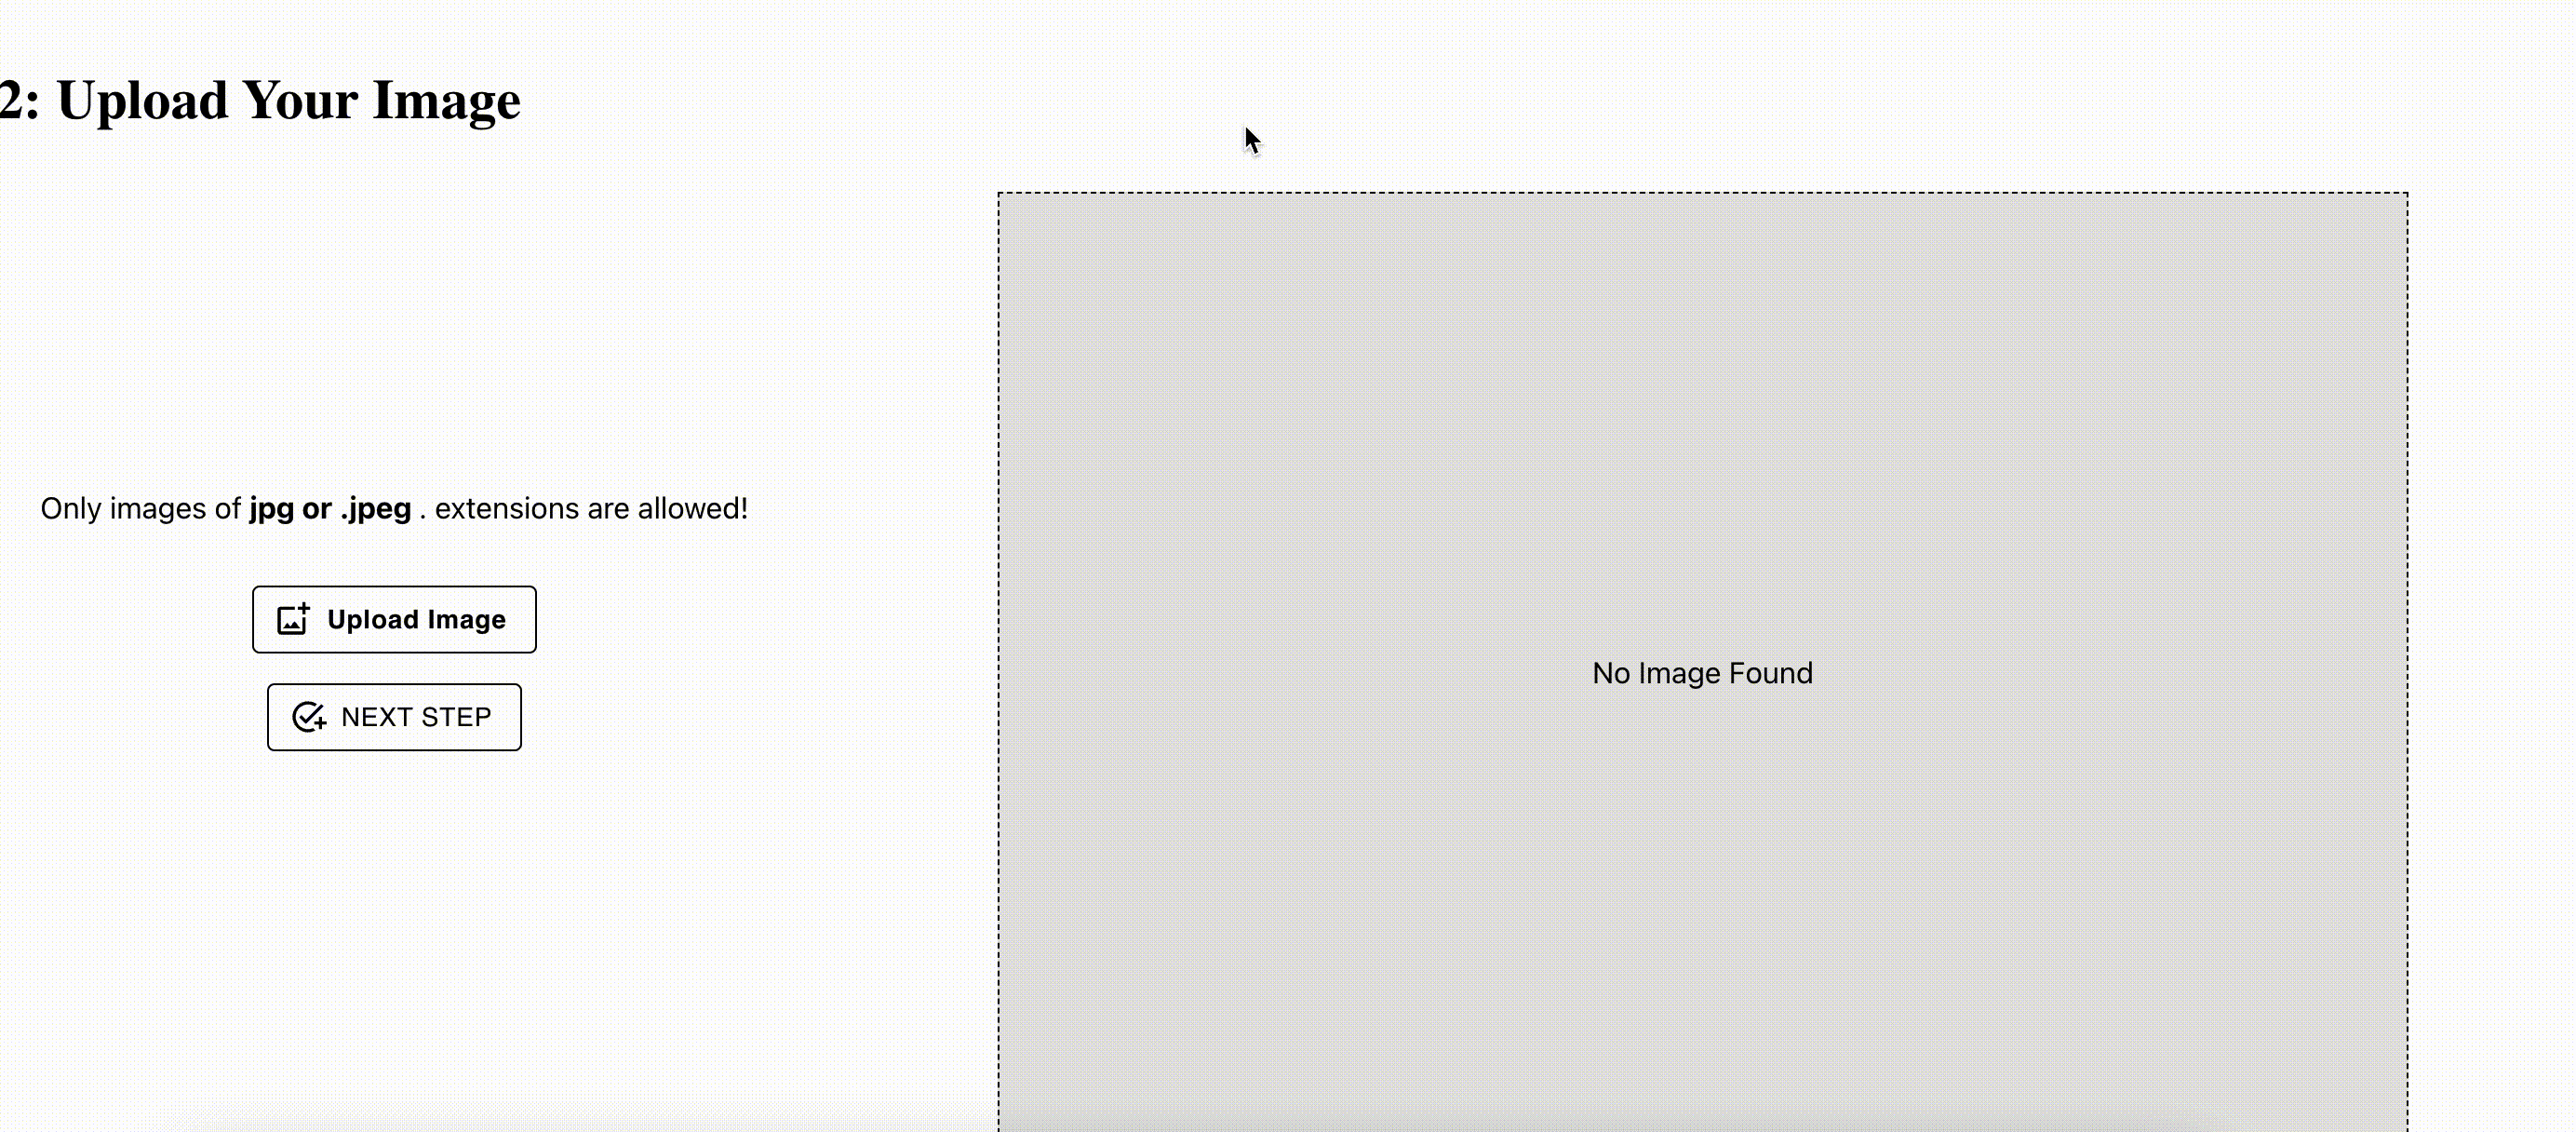 2: Upload Your Image
Only images of jpg or .jpeg . extensions are allowed!
Upload Image
NEXT STEP
No Image Found